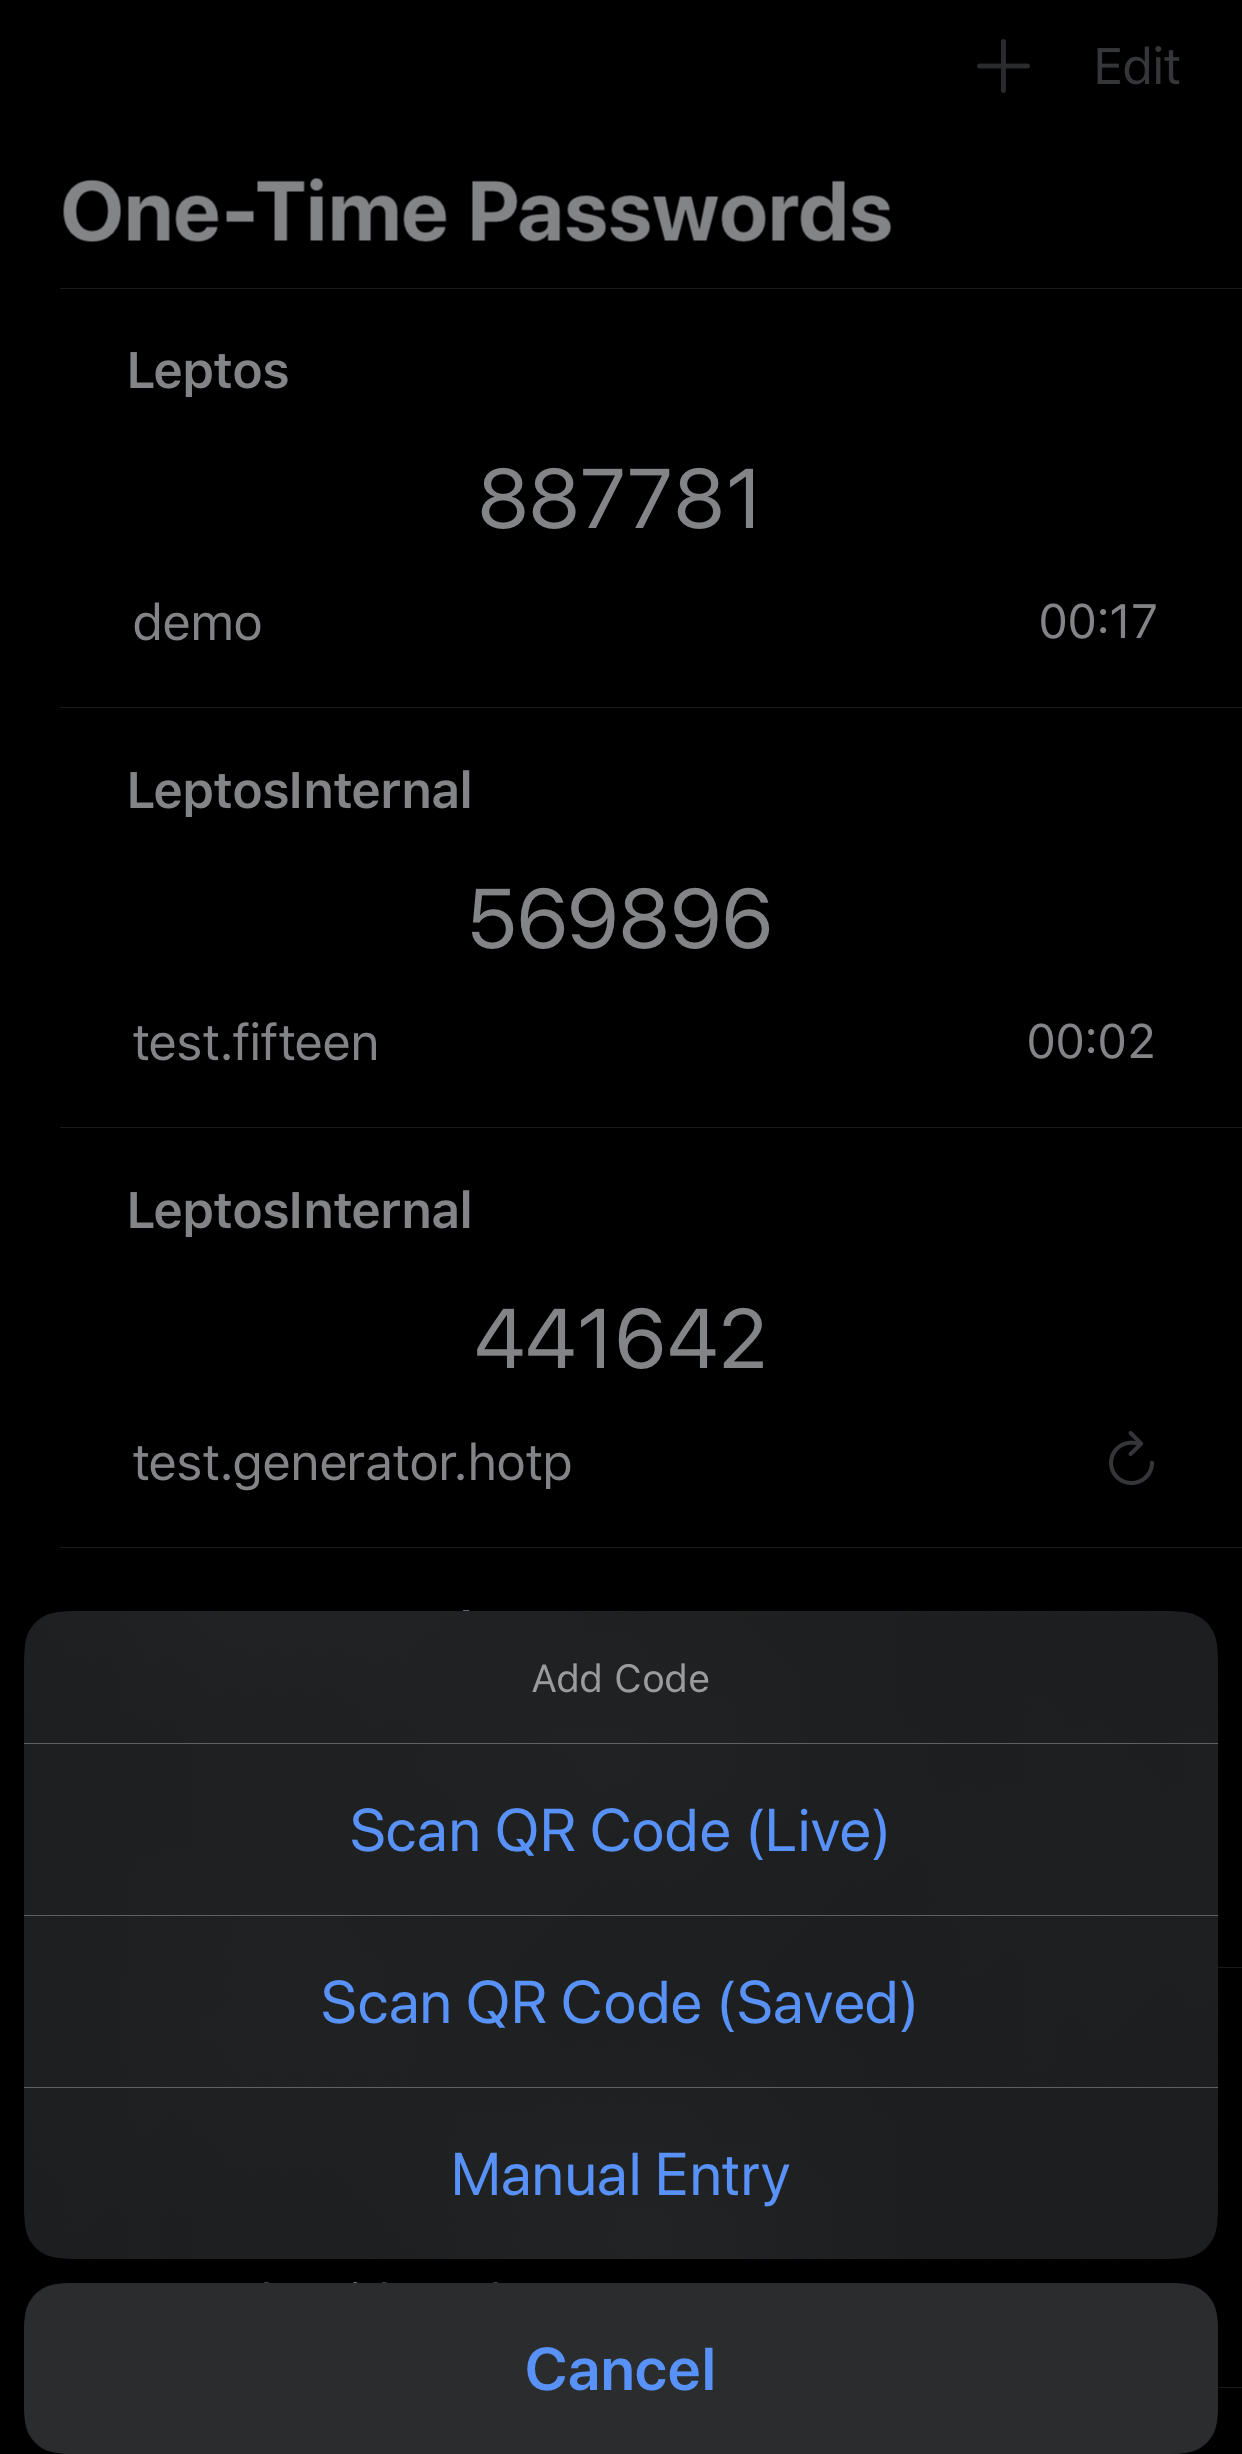 Edit
One-Time Passwords
Leptos
887781
demo 00:17
LeptosInternal
569896
test.fifteen 00:02
LeptosInternal
441642
test.generator.hotp
Add Code
Scan QR Code (Live)
Scan QR Code (Saved)
Manual Entry
Cancel